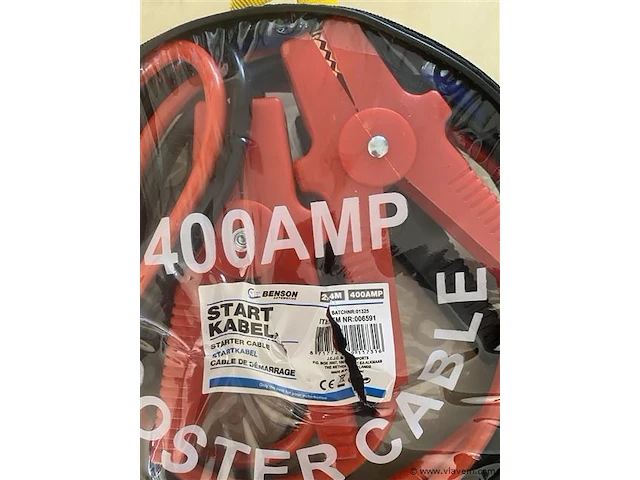 400AMP
BENSON
2,4M 400AMP
START
KABEL
BATCHNR:01325
NR:006591
STARTER CABLE
STARTKABEL
CABLE DE DÉMARRAGE
CE
OSTER CABLE
© www.vlavem.com